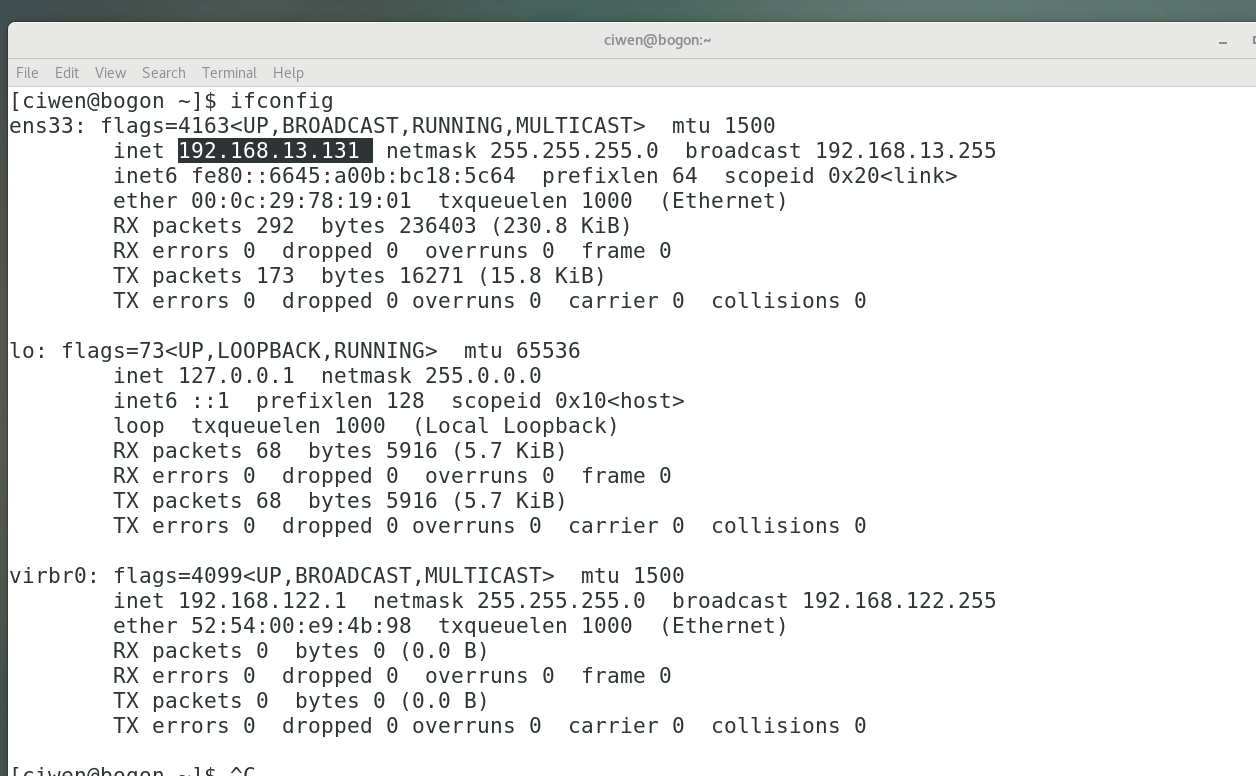 ciwen@bogon:~
File Edit View Search Terminal Help
[ciwen@bogon ~]$ ifconfig
ens33: flags=4163<UP,BROADCAST,RUNNING,MULTICAST>  mtu 1500
        inet 192.168.13.131  netmask 255.255.255.0  broadcast 192.168.13.255
        inet6 fe80::6645:a00b:bc18:5c64  prefixlen 64  scopeid 0x20<link>
        ether 00:0c:29:78:19:01  txqueuelen 1000  (Ethernet)
        RX packets 292  bytes 236403 (230.8 KiB)
        RX errors 0  dropped 0  overruns 0  frame 0
        TX packets 173  bytes 16271 (15.8 KiB)
        TX errors 0  dropped 0 overruns 0  carrier 0  collisions 0

lo: flags=73<UP,LOOPBACK,RUNNING>  mtu 65536
        inet 127.0.0.1  netmask 255.0.0.0
        inet6 ::1  prefixlen 128  scopeid 0x10<host>
        loop  txqueuelen 1000  (Local Loopback)
        RX packets 68  bytes 5916 (5.7 KiB)
        RX errors 0  dropped 0  overruns 0  frame 0
        TX packets 68  bytes 5916 (5.7 KiB)
        TX errors 0  dropped 0 overruns 0  carrier 0  collisions 0

virbr0: flags=4099<UP,BROADCAST,MULTICAST>  mtu 1500
        inet 192.168.122.1  netmask 255.255.255.0  broadcast 192.168.122.255
        ether 52:54:00:e9:4b:98  txqueuelen 1000  (Ethernet)
        RX packets 0  bytes 0 (0.0 B)
        RX errors 0  dropped 0  overruns 0  frame 0
        TX packets 0  bytes 0 (0.0 B)
        TX errors 0  dropped 0 overruns 0  carrier 0  collisions 0

[ciwen@bogon ~]$ ^C